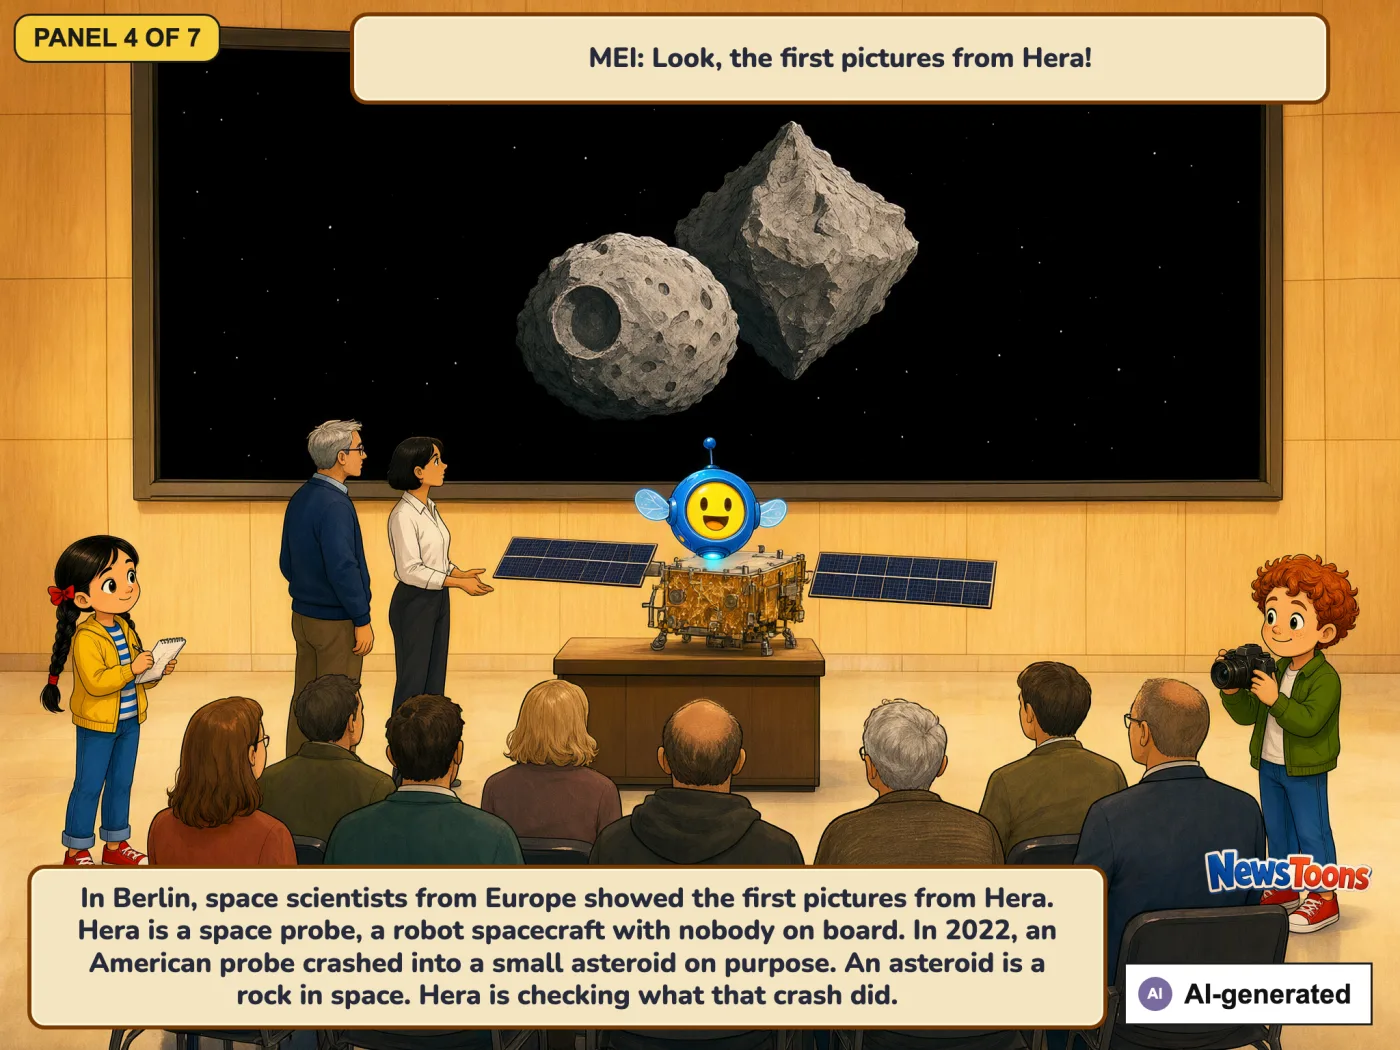 PANEL 4 OF 7
MEI: Look, the first pictures from Hera!
In Berlin, space scientists from Europe showed the first pictures from Hera.
Hera is a space probe, a robot spacecraft with nobody on board. In 2022, an
American probe crashed into a small asteroid on purpose. An asteroid is a
rock in space. Hera is checking what that crash did.
NewsToons
AI AI-generated